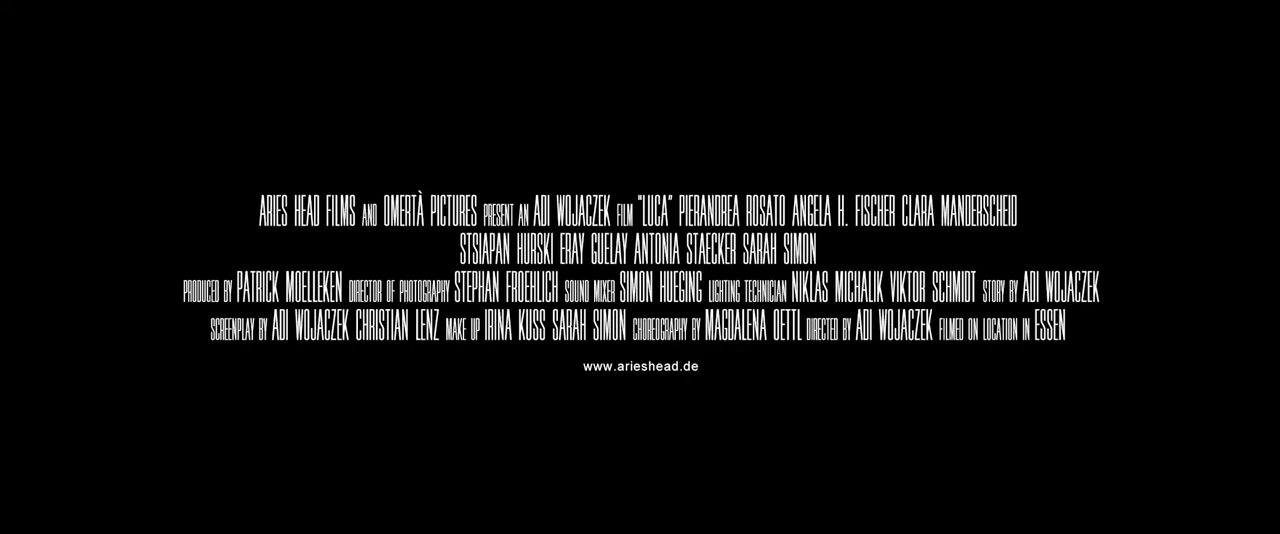 ARIES HEAD FILMS AND OMERTÀ PICTURES PRESENT AN ADI WOJACZEK FILM "LUCA" PIERANDREA ROSATO ANGELA H. FISCHER CLARA MANDERSCHEID
STSIAPAN HURSKI ERAY GUELAY ANTONIA STAECKER SARAH SIMON
PRODUCED BY PATRICK MOELLEKEN DIRECTOR OF PHOTOGRAPHY STEPHAN FROEHLICH SOUND MIXER SIMON HUEGING LIGHTING TECHNICIAN NIKLAS MICHALIK VIKTOR SCHMIDT STORY BY ADI WOJACZEK
SCREENPLAY BY ADI WOJACZEK CHRISTIAN LENZ MAKE UP IRINA KUSS SARAH SIMON CHOREOGRAPHY BY MAGDALENA OETTL DIRECTED BY ADI WOJACZEK FILMED ON LOCATION IN ESSEN
www.arieshead.de